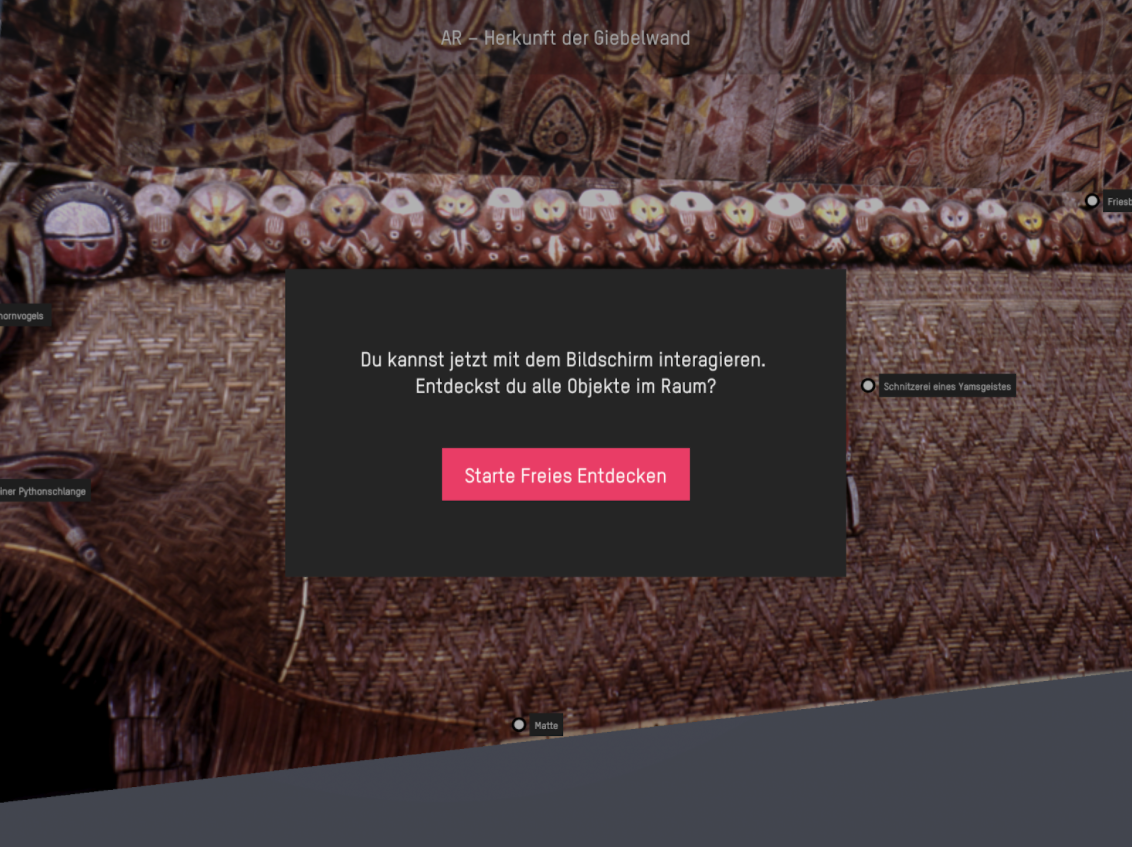 AR – Herkunft der Giebelwand
Friesb
hornvogels
Du kannst jetzt mit dem Bildschirm interagieren.
Entdeckst du alle Objekte im Raum?
Schnitzerei eines Yamsgeistes
Starte Freies Entdecken
iner Pythonschlange
Matte